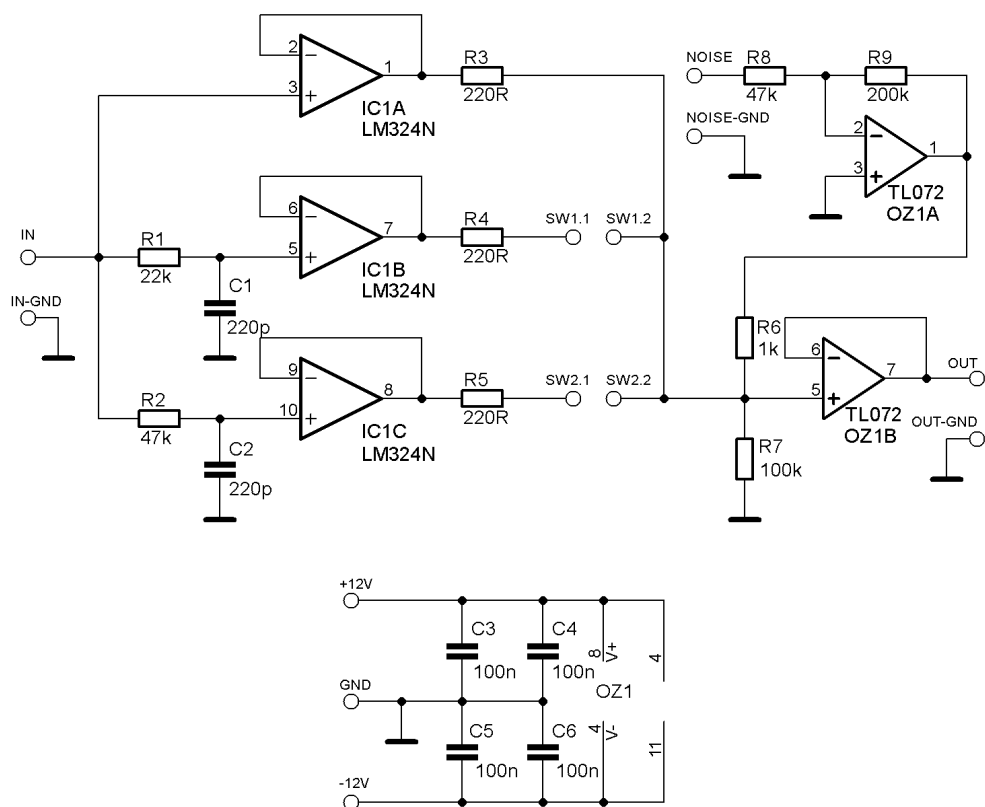 2
3
1
IC1A
LM324N
R3
220R
NOISE
R8
47k
R9
200k
NOISE-GND
2
3
1
TL072
OZ1A
IN
IN-GND
R1
22k
C1
220p
6
5
7
IC1B
LM324N
R4
220R
SW1.1
SW1.2
R2
47k
C2
220p
9
10
8
IC1C
LM324N
R5
220R
SW2.1
SW2.2
R6
1k
R7
100k
6
5
7
TL072
OZ1B
OUT
OUT-GND
+12V
C3
100n
C4
100n
8
V+
4
OZ1
GND
C5
100n
C6
100n
4
V-
11
-12V